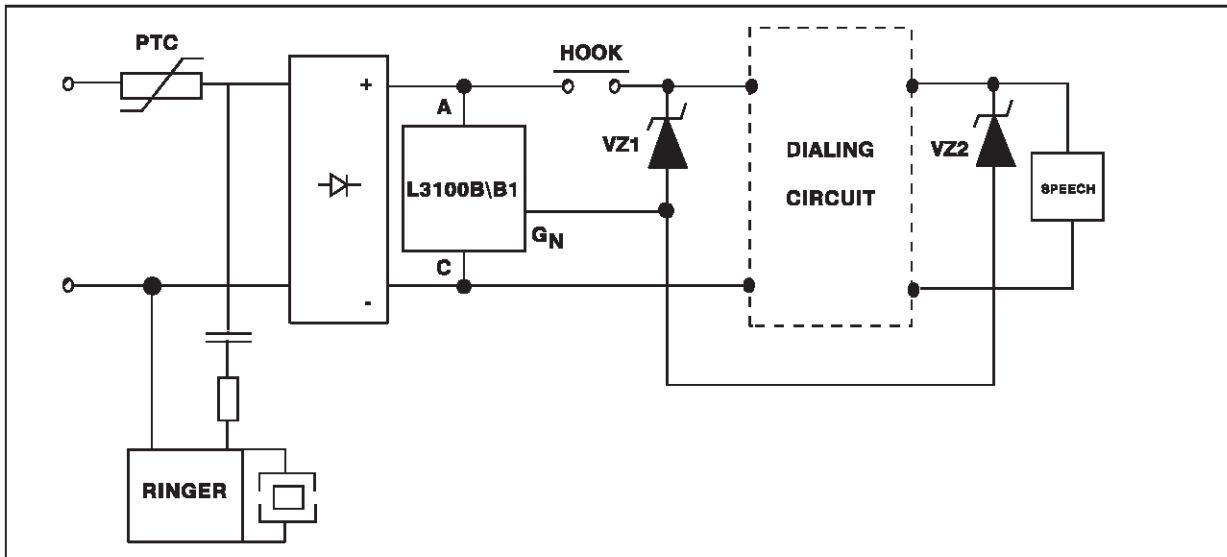 PTC
HOOK
+
A
VZ1
DIALING
CIRCUIT
VZ2
SPEECH
L3100B\B1
GN
C
-
RINGER